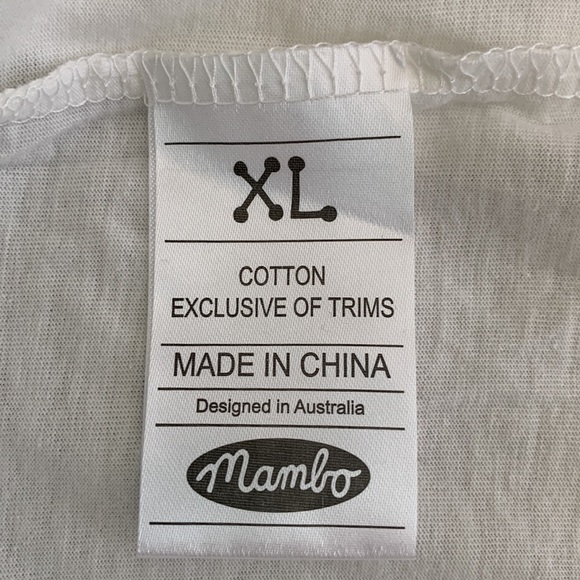 XL
COTTON
EXCLUSIVE OF TRIMS
MADE IN CHINA
Designed in Australia
Mambo